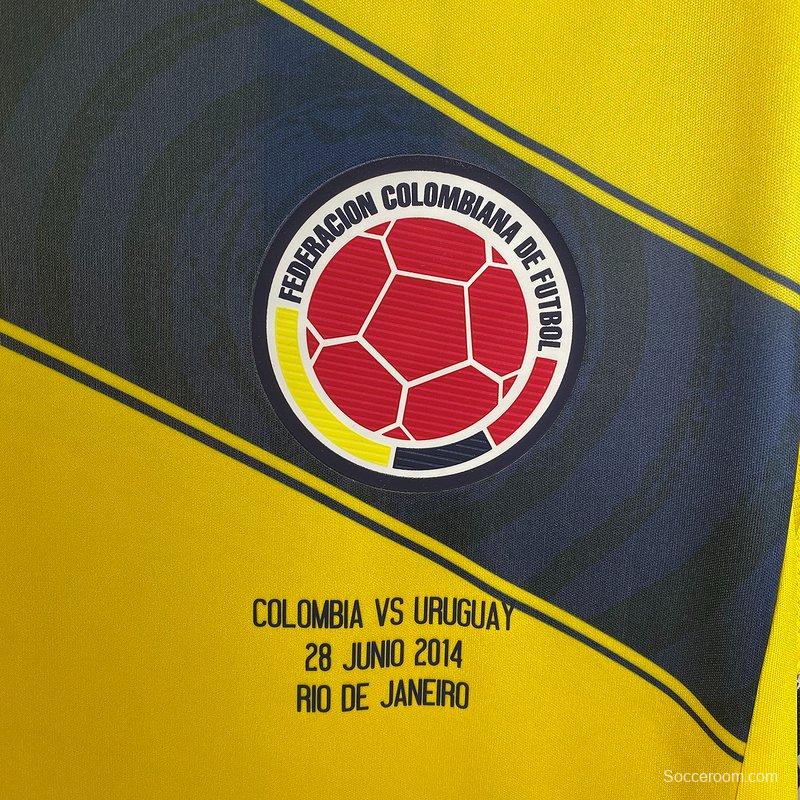 FEDERACION COLOMBIANA DE FUTBOL
COLOMBIA VS URUGUAY
28 JUNIO 2014
RIO DE JANEIRO
Socceroom.com